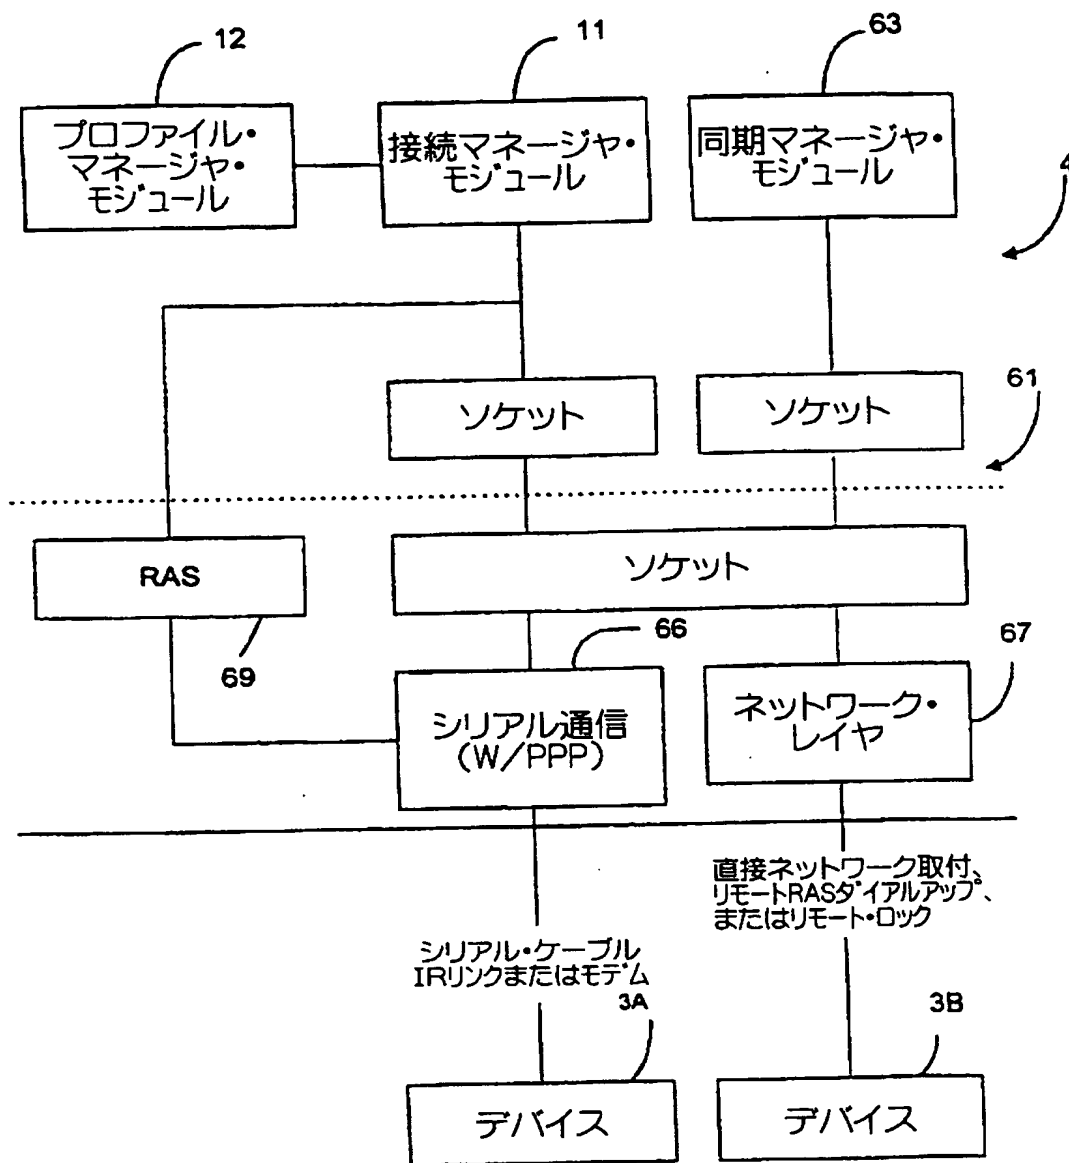 12
11
63
プロファイル・
マネージャ・
モジュール
接続マネージャ・
モジュール
同期マネージャ・
モジュール
4
ソケット
ソケット
61
RAS
ソケット
69
66
67
シリアル通信
(W/PPP)
ネットワーク・
レイヤ
直接ネットワーク取付、
リモートRASダイアルアップ、
またはリモート・ロック
シリアル・ケーブル
IRリンクまたはモデム
3A
3B
デバイス
デバイス